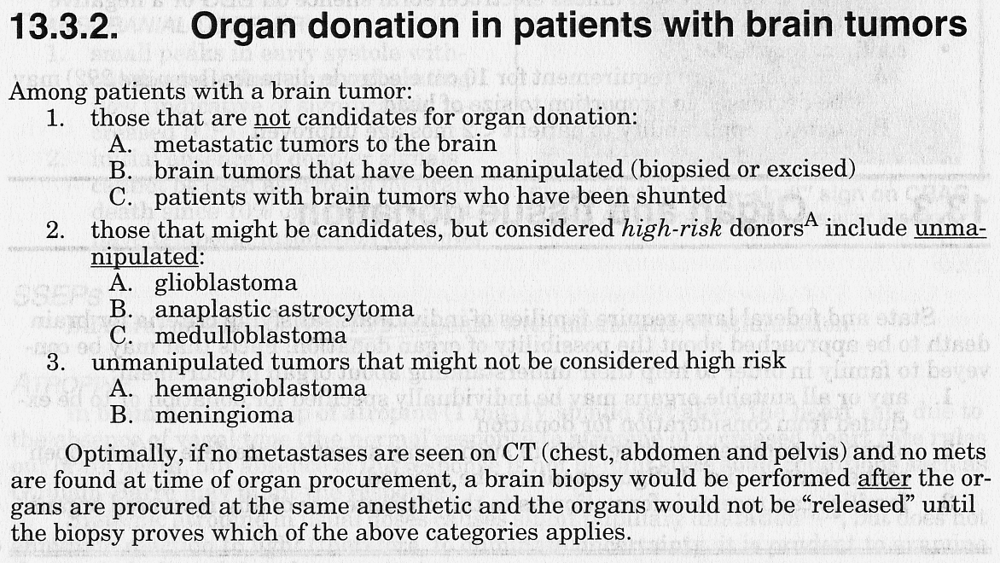 13.3.2. Organ donation in patients with brain tumors
Among patients with a brain tumor:
1. those that are not candidates for organ donation:
A. metastatic tumors to the brain
B. brain tumors that have been manipulated (biopsied or excised)
C. patients with brain tumors who have been shunted
2. those that might be candidates, but considered high-risk donorsA include unma-
nipulated:
A. glioblastoma
B. anaplastic astrocytoma
C. medulloblastoma
3. unmanipulated tumors that might not be considered high risk
A. hemangioblastoma
B. meningioma
Optimally, if no metastases are seen on CT (chest, abdomen and pelvis) and no mets
are found at time of organ procurement, a brain biopsy would be performed after the or-
gans are procured at the same anesthetic and the organs would not be “released” until
the biopsy proves which of the above categories applies.